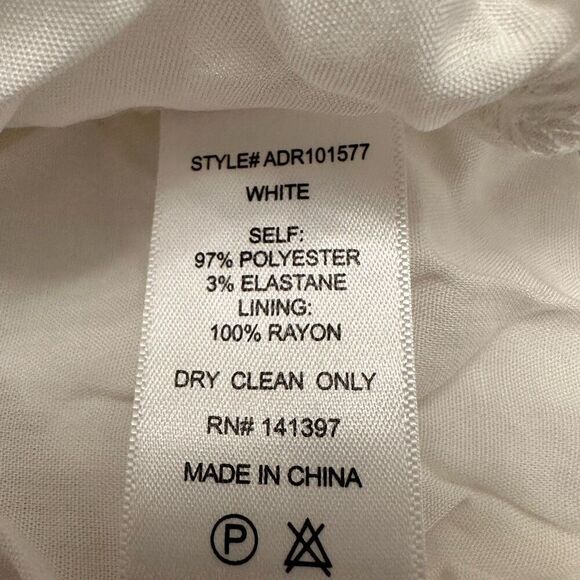 STYLE# ADR101577
WHITE
SELF:
97% POLYESTER
3% ELASTANE
LINING:
100% RAYON
DRY CLEAN ONLY
RN# 141397
MADE IN CHINA
P